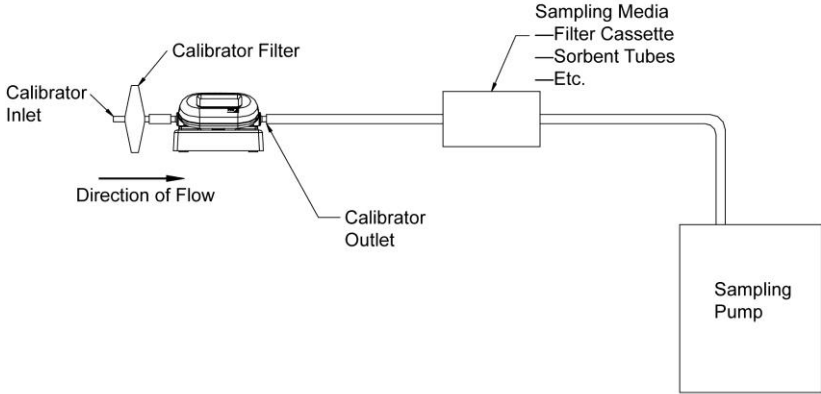 Sampling Media
—Filter Cassette
—Sorbent Tubes
—Etc.
Calibrator Filter
Calibrator
Inlet
Direction of Flow
Calibrator
Outlet
Sampling
Pump